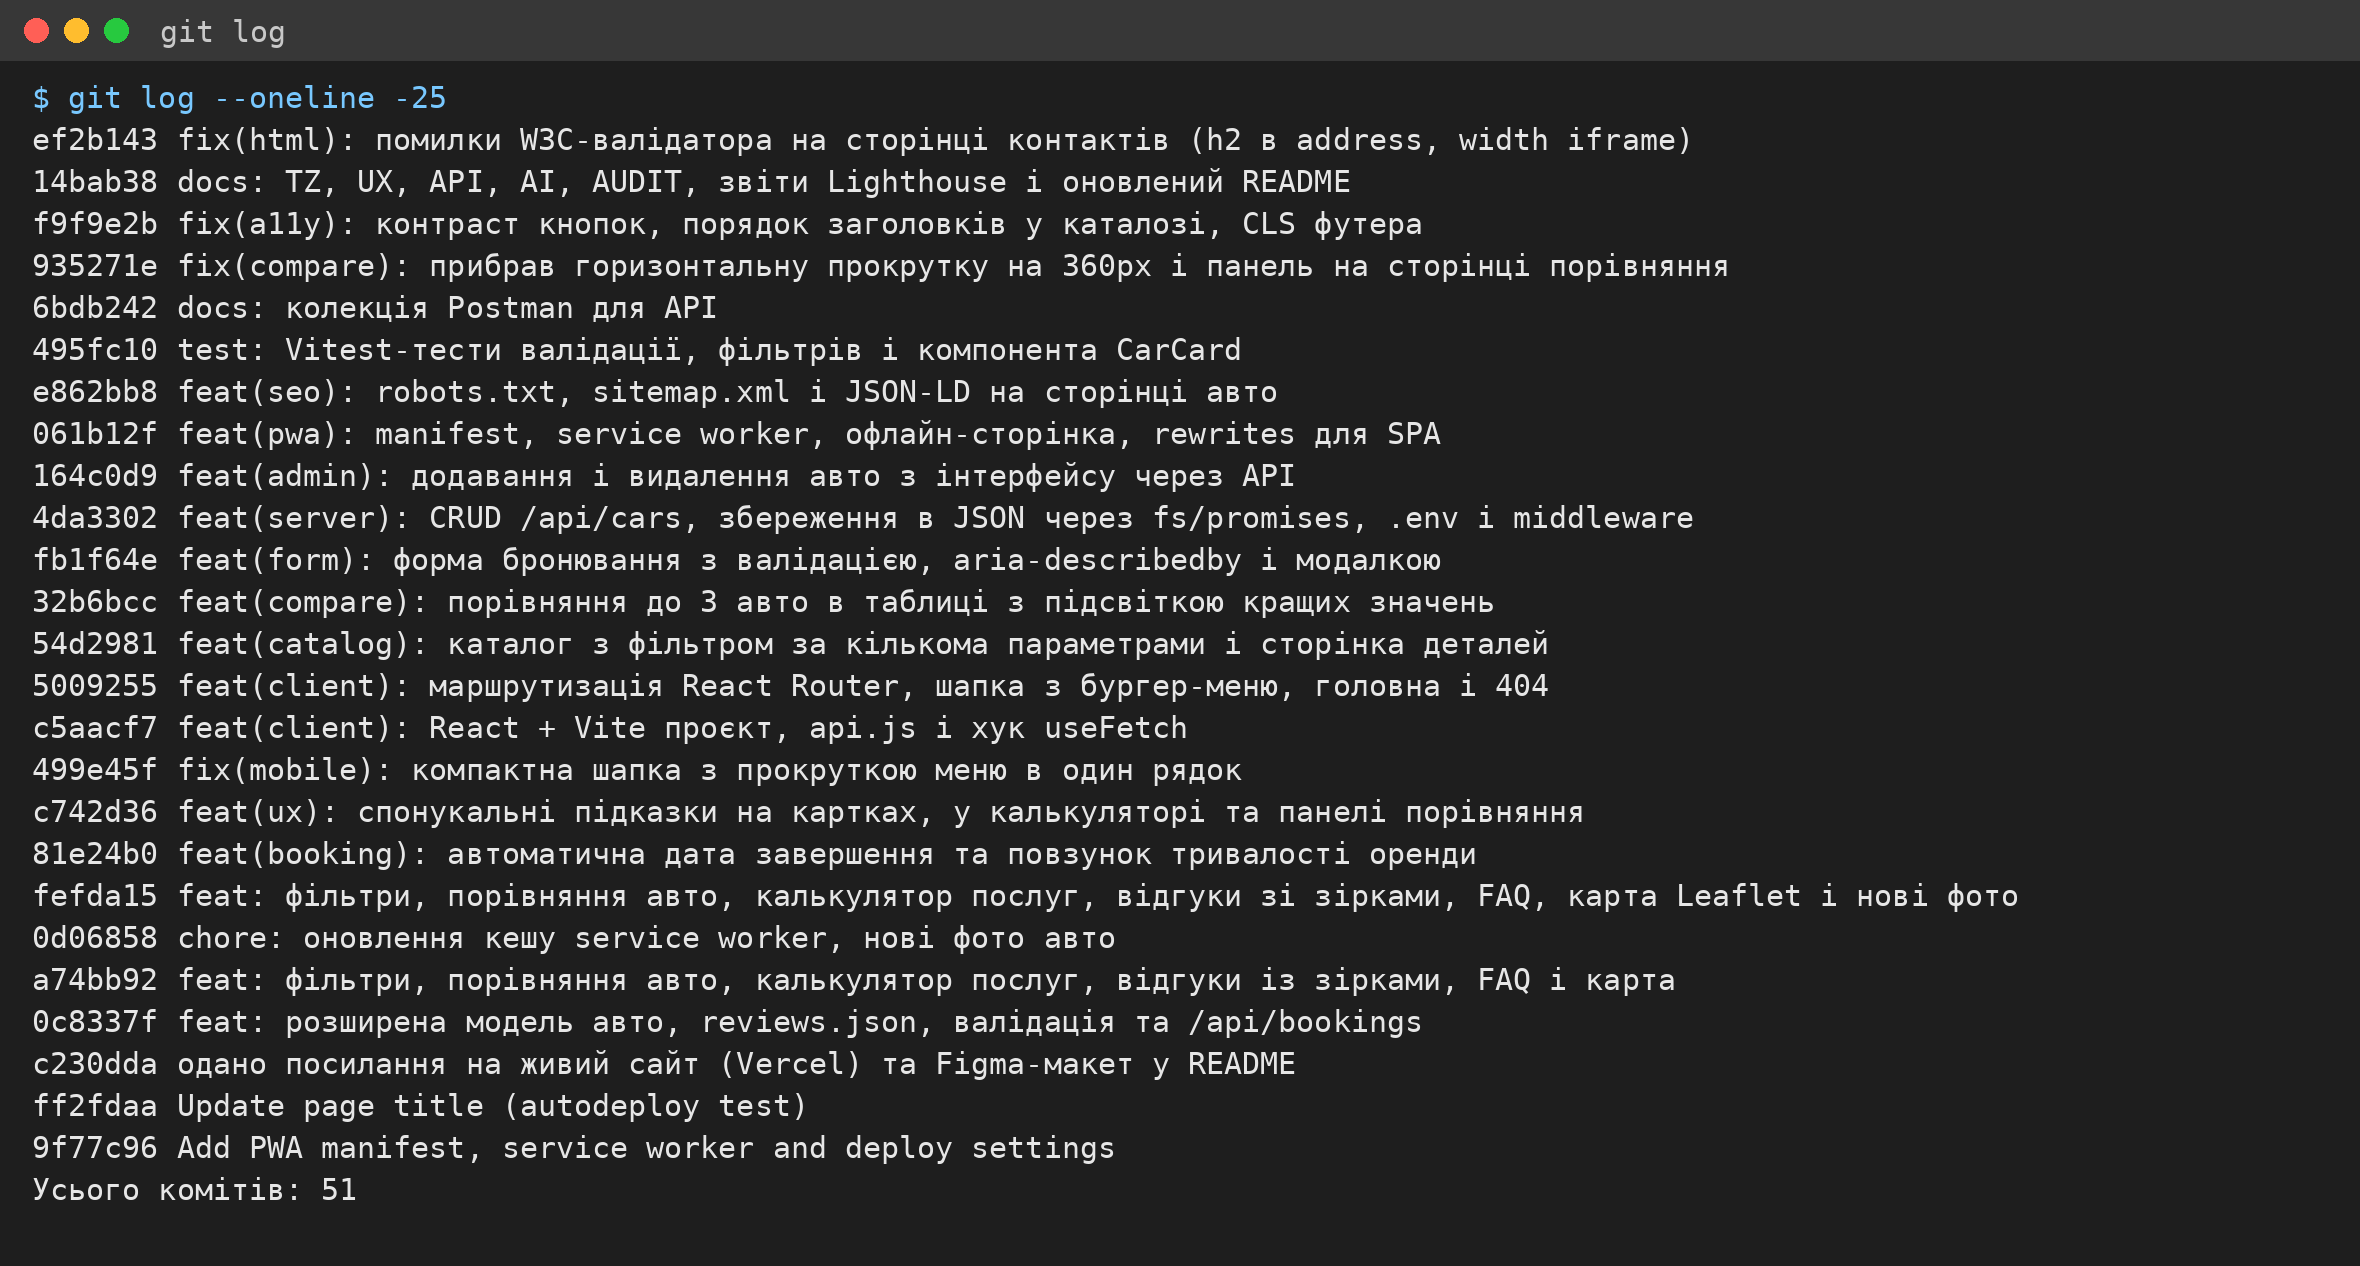 git log
$ git log --oneline -25
ef2b143 fix(html): помилки W3C-валідатора на сторінці контактів (h2 в address, width iframe)
14bab38 docs: TZ, UX, API, AI, AUDIT, звіти Lighthouse і оновлений README
f9f9e2b fix(a11y): контраст кнопок, порядок заголовків у каталозі, CLS футера
935271e fix(compare): прибрав горизонтальну прокрутку на 360px і панель на сторінці порівняння
6bdb242 docs: колекція Postman для API
495fc10 test: Vitest-тести валідації, фільтрів і компонента CarCard
e862bb8 feat(seo): robots.txt, sitemap.xml і JSON-LD на сторінці авто
061b12f feat(pwa): manifest, service worker, офлайн-сторінка, rewrites для SPA
164c0d9 feat(admin): додавання і видалення авто з інтерфейсу через API
4da3302 feat(server): CRUD /api/cars, збереження в JSON через fs/promises, .env і middleware
fb1f64e feat(form): форма бронювання з валідацією, aria-describedby і модалкою
32b6bcc feat(compare): порівняння до 3 авто в таблиці з підсвіткою кращих значень
54d2981 feat(catalog): каталог з фільтром за кількома параметрами і сторінка деталей
5009255 feat(client): маршрутизація React Router, шапка з бургер-меню, головна і 404
c5aacf7 feat(client): React + Vite проєкт, api.js і хук useFetch
499e45f fix(mobile): компактна шапка з прокруткою меню в один рядок
c742d36 feat(ux): спонукальні підказки на картках, у калькуляторі та панелі порівняння
81e24b0 feat(booking): автоматична дата завершення та повзунок тривалості оренди
fefda15 feat: фільтри, порівняння авто, калькулятор послуг, відгуки зі зірками, FAQ, карта Leaflet і нові фото
0d06858 chore: оновлення кешу service worker, нові фото авто
a74bb92 feat: фільтри, порівняння авто, калькулятор послуг, відгуки із зірками, FAQ і карта
0c8337f feat: розширена модель авто, reviews.json, валідація та /api/bookings
c230dda одано посилання на живий сайт (Vercel) та Figma-макет у README
ff2fdaa Update page title (autodeploy test)
9f77c96 Add PWA manifest, service worker and deploy settings
Усього комітів: 51